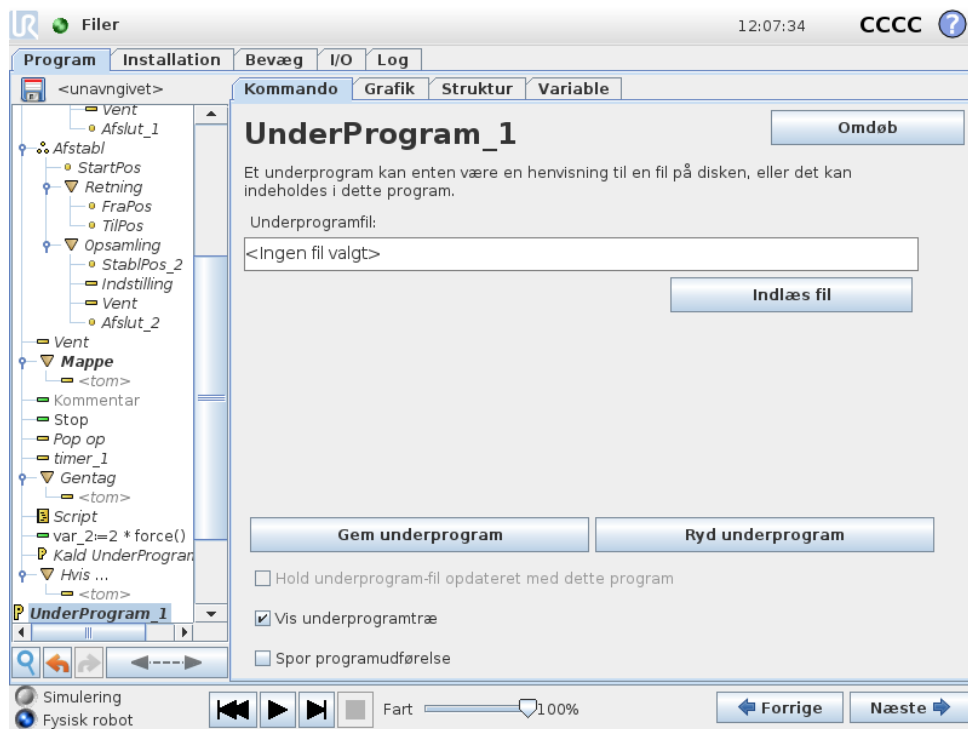 UR Filer 12:07:34 CCCC ?
Program Installation Bevæg I/O Log
<unavngivet>
Kommando Grafik Struktur Variable
Vent
Afslut_1
Afstabl
StartPos
Retning
FraPos
TilPos
Opsamling
StablPos_2
Indstilling
Vent
Afslut_2
Vent
Mappe
<tom>
Kommentar
Stop
Pop op
timer_1
Gentag
<tom>
Script
var_2:=2 * force()
P Kald UnderProgran
Hvis ...
<tom>
P UnderProgram_1
UnderProgram_1
Omdøb
Et underprogram kan enten være en henvisning til en fil på disken, eller det kan
indeholdes i dette program.
Underprogramfil:
<Ingen fil valgt>
Indlæs fil
Gem underprogram
Ryd underprogram
Hold underprogram-fil opdateret med dette program
Vis underprogramtræ
Spor programudførelse
Simulering
Fysisk robot
Fart 100%
Forrige
Næste